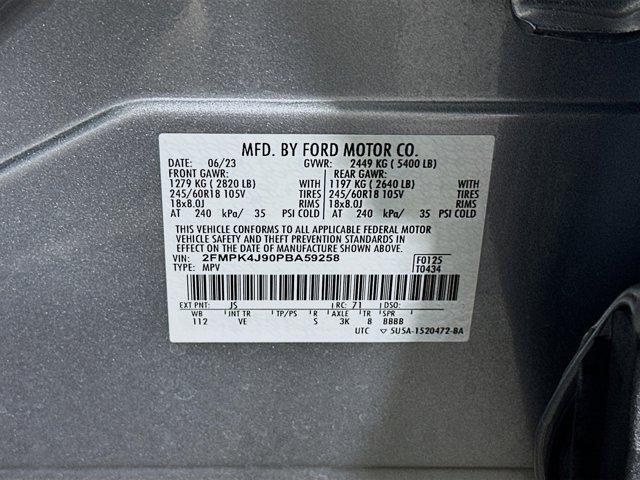 MFD. BY FORD MOTOR CO.
DATE: 06/23 GVWR: 2449 KG ( 5400 LB)
FRONT GAWR: REAR GAWR:
1279 KG ( 2820 LB) WITH 1197 KG ( 2640 LB) WITH
245/60R18 105V TIRES 245/60R18 105V TIRES
18x8.0J RIMS 18x8.0J RIMS
AT 240 kPa/ 35 PSI COLD AT 240 kPa/ 35 PSI COLD
THIS VEHICLE CONFORMS TO ALL APPLICABLE FEDERAL MOTOR
VEHICLE SAFETY AND THEFT PREVENTION STANDARDS IN
EFFECT ON THE DATE OF MANUFACTURE SHOWN ABOVE.
VIN: 2FMPK4J90PBA59258 F0125
TYPE: MPV T0434
EXT PNT: JS RC: 71 DSO:
WB INT TR TP/PS R AXLE TR SPR
112 VE S 3K 8 BBBB
UTC ▽ 5U5A-1520472-BA